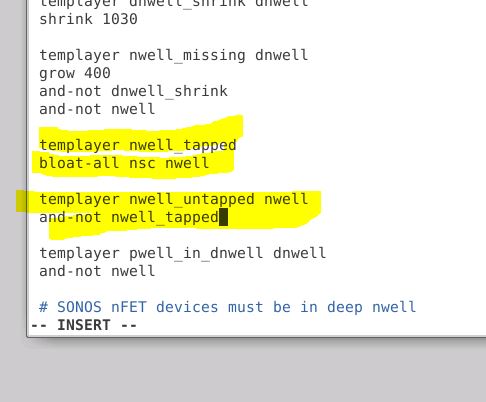 templayer dnwell_shrink dnwell
shrink 1030
templayer nwell_missing dnwell
grow 400
and-not dnwell_shrink
and-not nwell
templayer nwell_tapped
bloat-all nsc nwell
templayer nwell_untapped nwell
and-not nwell_tapped
templayer pwell_in_dnwell dnwell
and-not nwell
# SONOS nFET devices must be in deep nwell
-- INSERT --